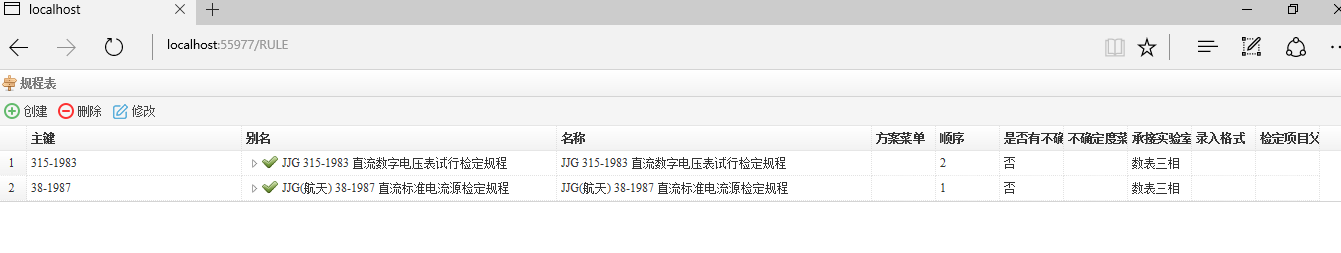 localhost
localhost:55977/RULE
规程表
创建 删除 修改
主键 别名 名称 方案菜单 顺序 是否有不确 不确定度菜 承接实验室 录入格式 检定项目父
1 315-1983 JJG 315-1983 直流数字电压表试行检定规程 JJG 315-1983 直流数字电压表试行检定规程 2 否 数表三相
2 38-1987 JJG(航天) 38-1987 直流标准电流源检定规程 JJG(航天) 38-1987 直流标准电流源检定规程 1 否 数表三相